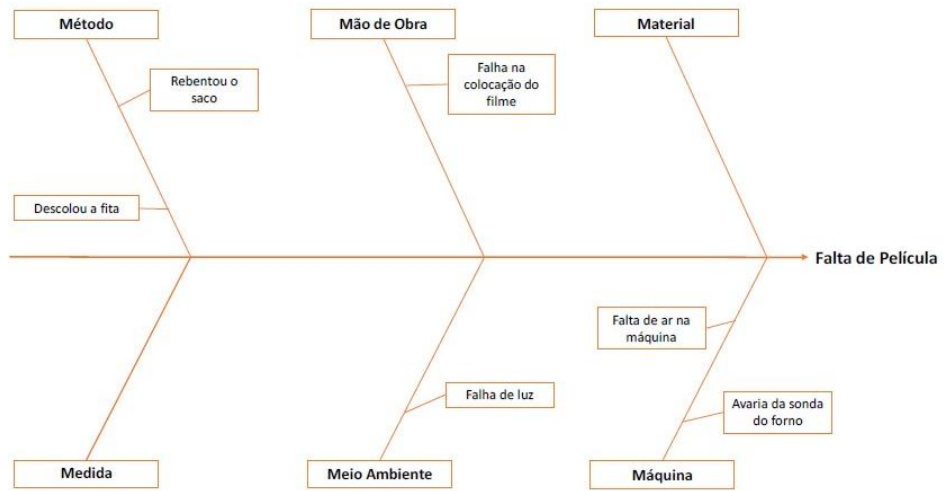 Método
Mão de Obra
Material
Rebentou o
saco
Falha na
colocação do
filme
Descolou a fita
Falta de Película
Falta de ar na
máquina
Falha de luz
Avaria da sonda
do forno
Medida
Meio Ambiente
Máquina